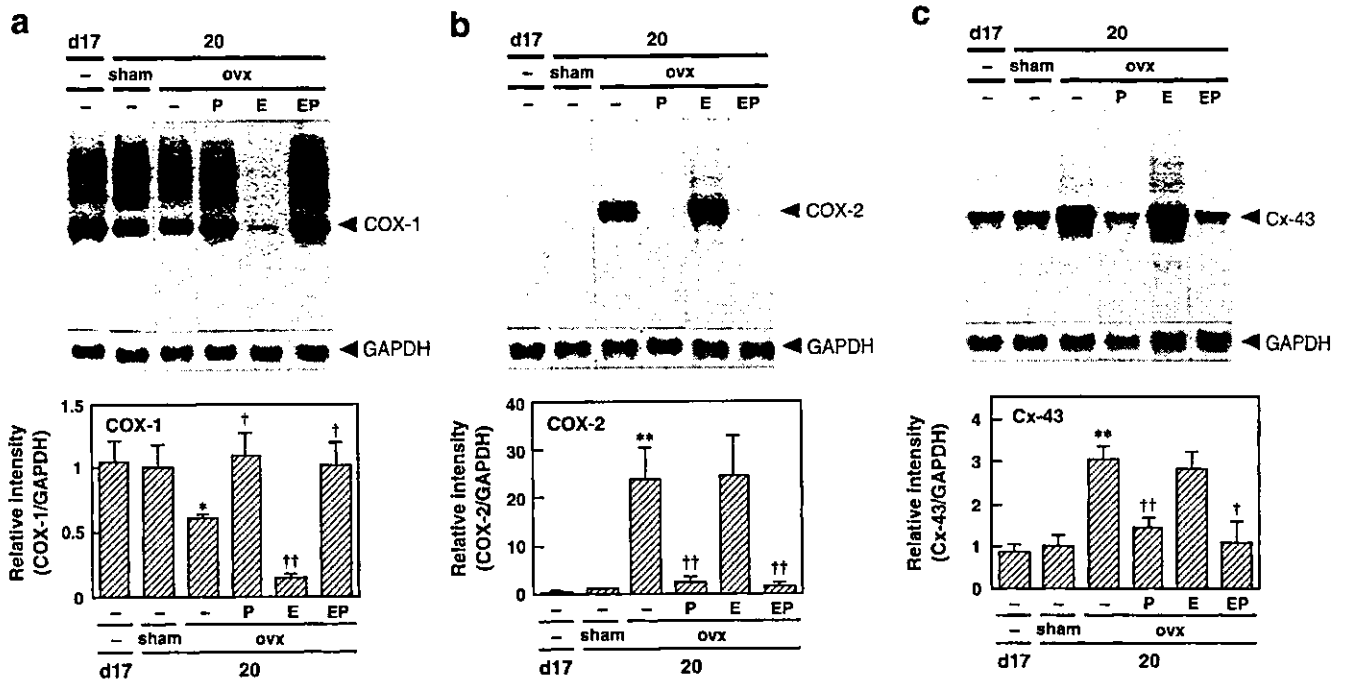 a
d17 20
– sham ovx
– – – P E EP
COX-1
GAPDH
1.5
1
0.5
0
Relative intensity
(COX-1/GAPDH)
COX-1
* † †† †
– – – P E EP
– sham ovx
d17 20
b
20
d17
– sham ovx
– – – P E EP
COX-2
GAPDH
40
30
20
10
0
Relative intensity
(COX-2/GAPDH)
COX-2
** †† ††
– – – P E EP
– sham ovx
d17 20
c
d17 20
– sham ovx
– – – P E EP
Cx-43
GAPDH
4
3
2
1
0
Relative intensity
(Cx-43/GAPDH)
Cx-43
** †† †
– – – P E EP
– sham ovx
d17 20